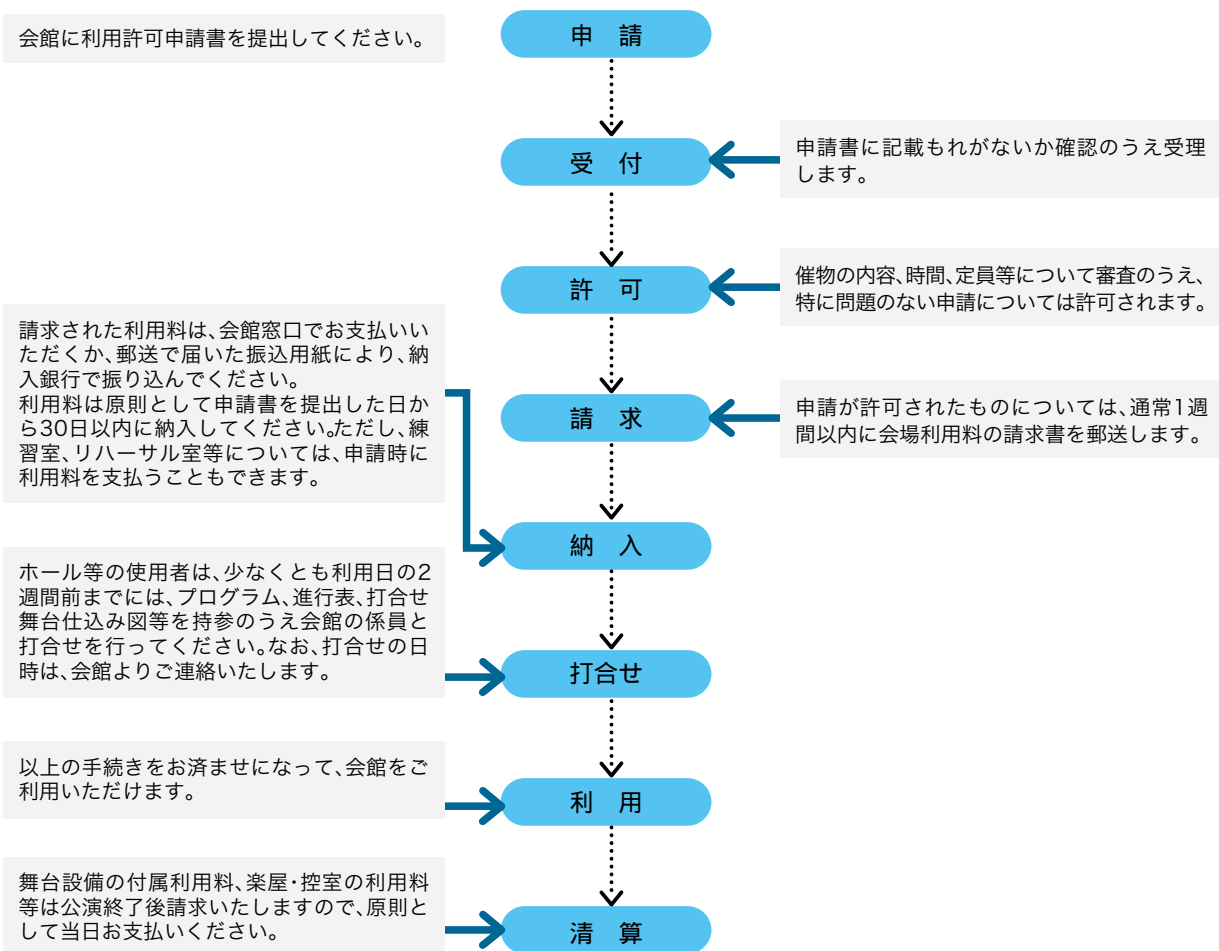 会館に利用許可申請書を提出してください。
申　請
受　付
申請書に記載もれがないか確認のうえ受理
します。
許　可
催物の内容、時間、定員等について審査のうえ、
特に問題のない申請については許可されます。
請　求
申請が許可されたものについては、通常1週
間以内に会場利用料の請求書を郵送します。
請求された利用料は、会館窓口でお支払いい
ただくか、郵送で届いた振込用紙により、納
入銀行で振り込んでください。
利用料は原則として申請書を提出した日か
ら30日以内に納入してください。ただし、練
習室、リハーサル室等については、申請時に
利用料を支払うこともできます。
納　入
ホール等の使用者は、少なくとも利用日の2
週間前までには、プログラム、進行表、打合せ
舞台仕込み図等を持参のうえ会館の係員と
打合せを行ってください。なお、打合せの日
時は、会館よりご連絡いたします。
打合せ
以上の手続きをお済ませになって、会館をご
利用いただけます。
利　用
舞台設備の付属利用料、楽屋・控室の利用料
等は公演終了後請求いたしますので、原則と
して当日お支払いください。
清　算